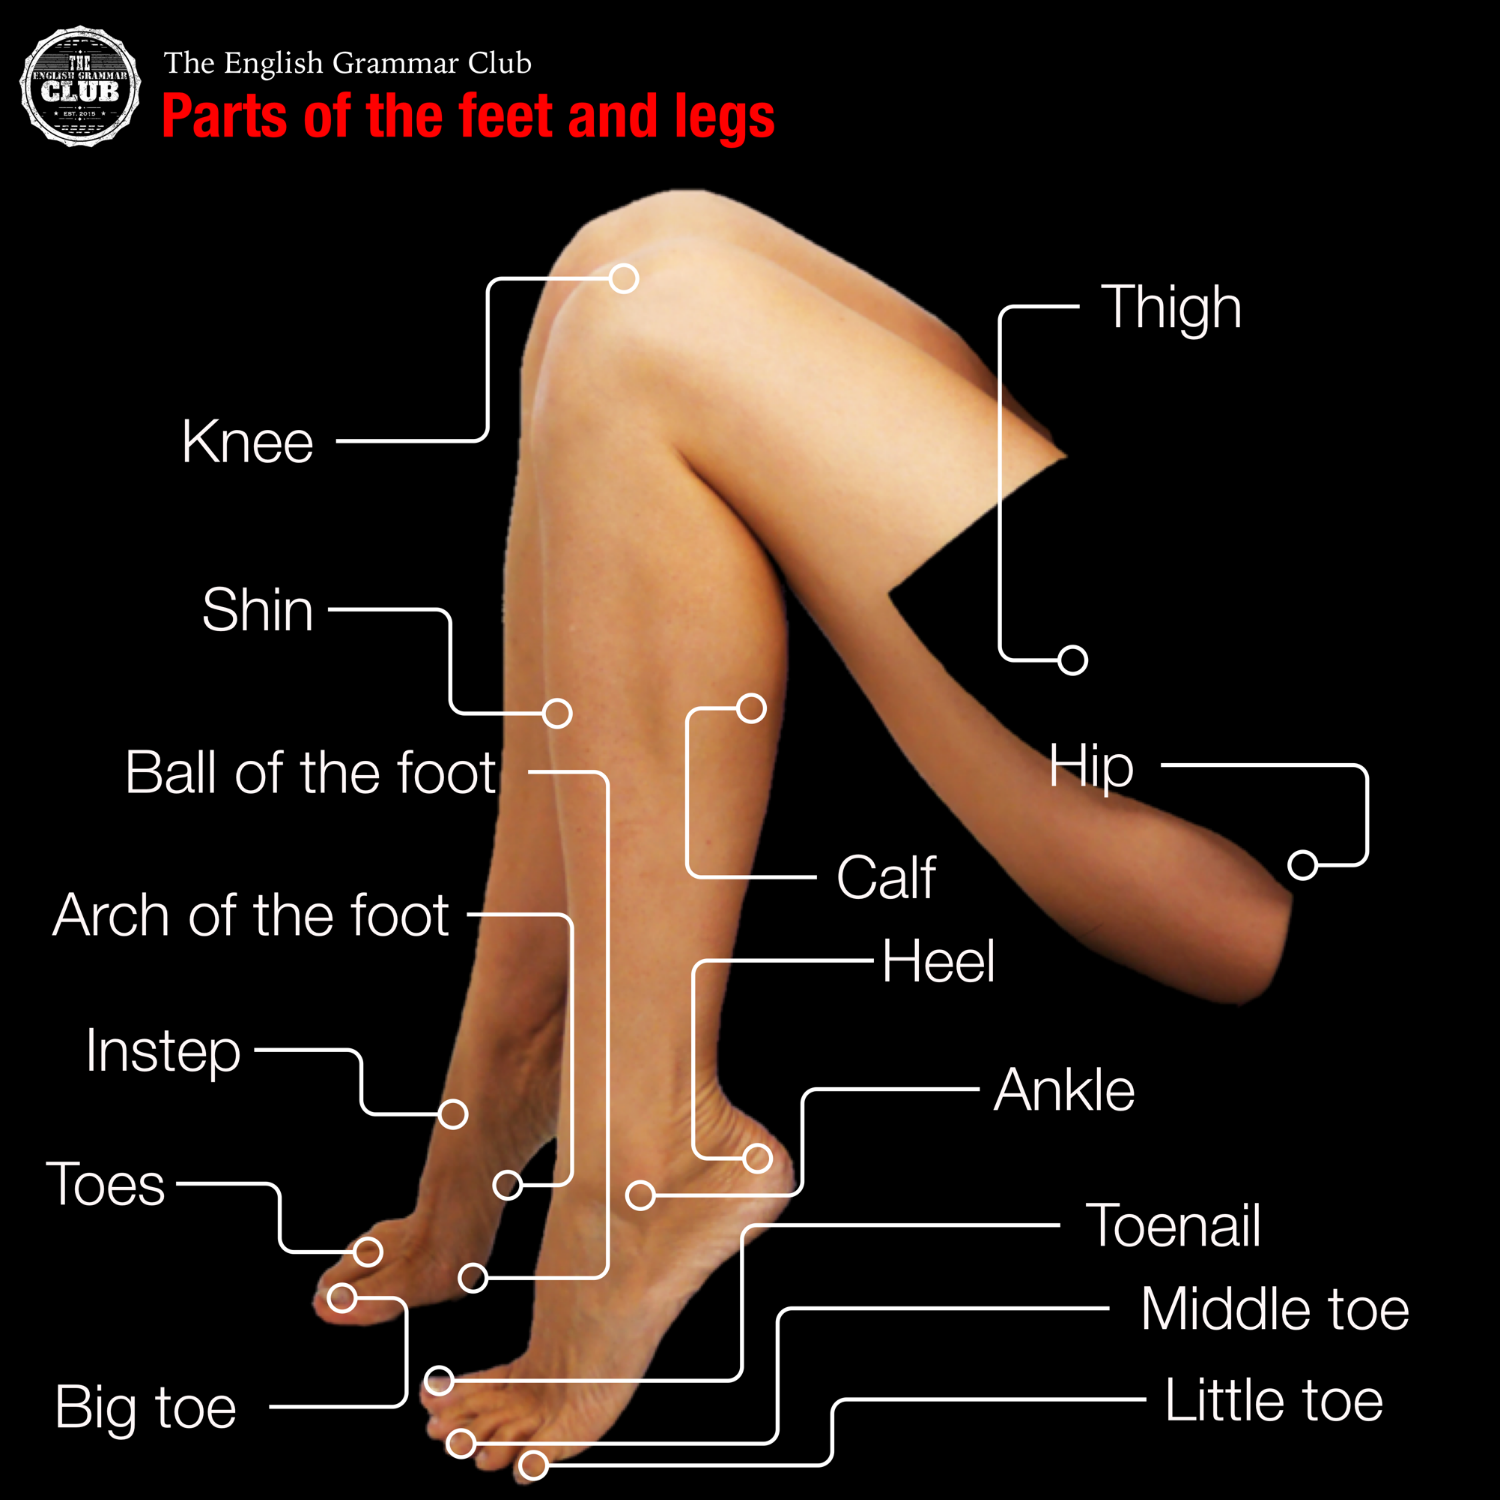 THE
ENGLISH GRAMMAR
CLUB
EST. 2015
The English Grammar Club
Parts of the feet and legs
Thigh
Knee
Shin
Ball of the foot
Hip
Calf
Arch of the foot
Heel
Instep
Ankle
Toes
Toenail
Middle toe
Big toe
Little toe